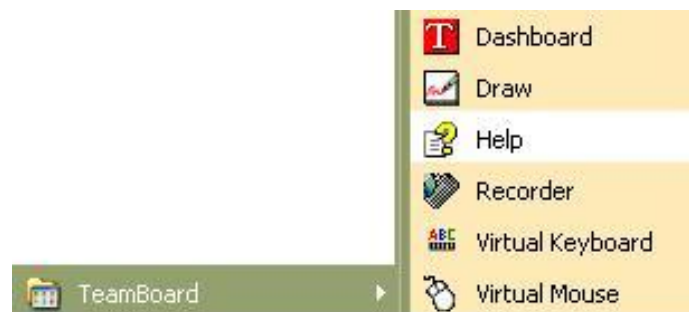 Dashboard
Draw
Help
Recorder
Virtual Keyboard
TeamBoard
Virtual Mouse